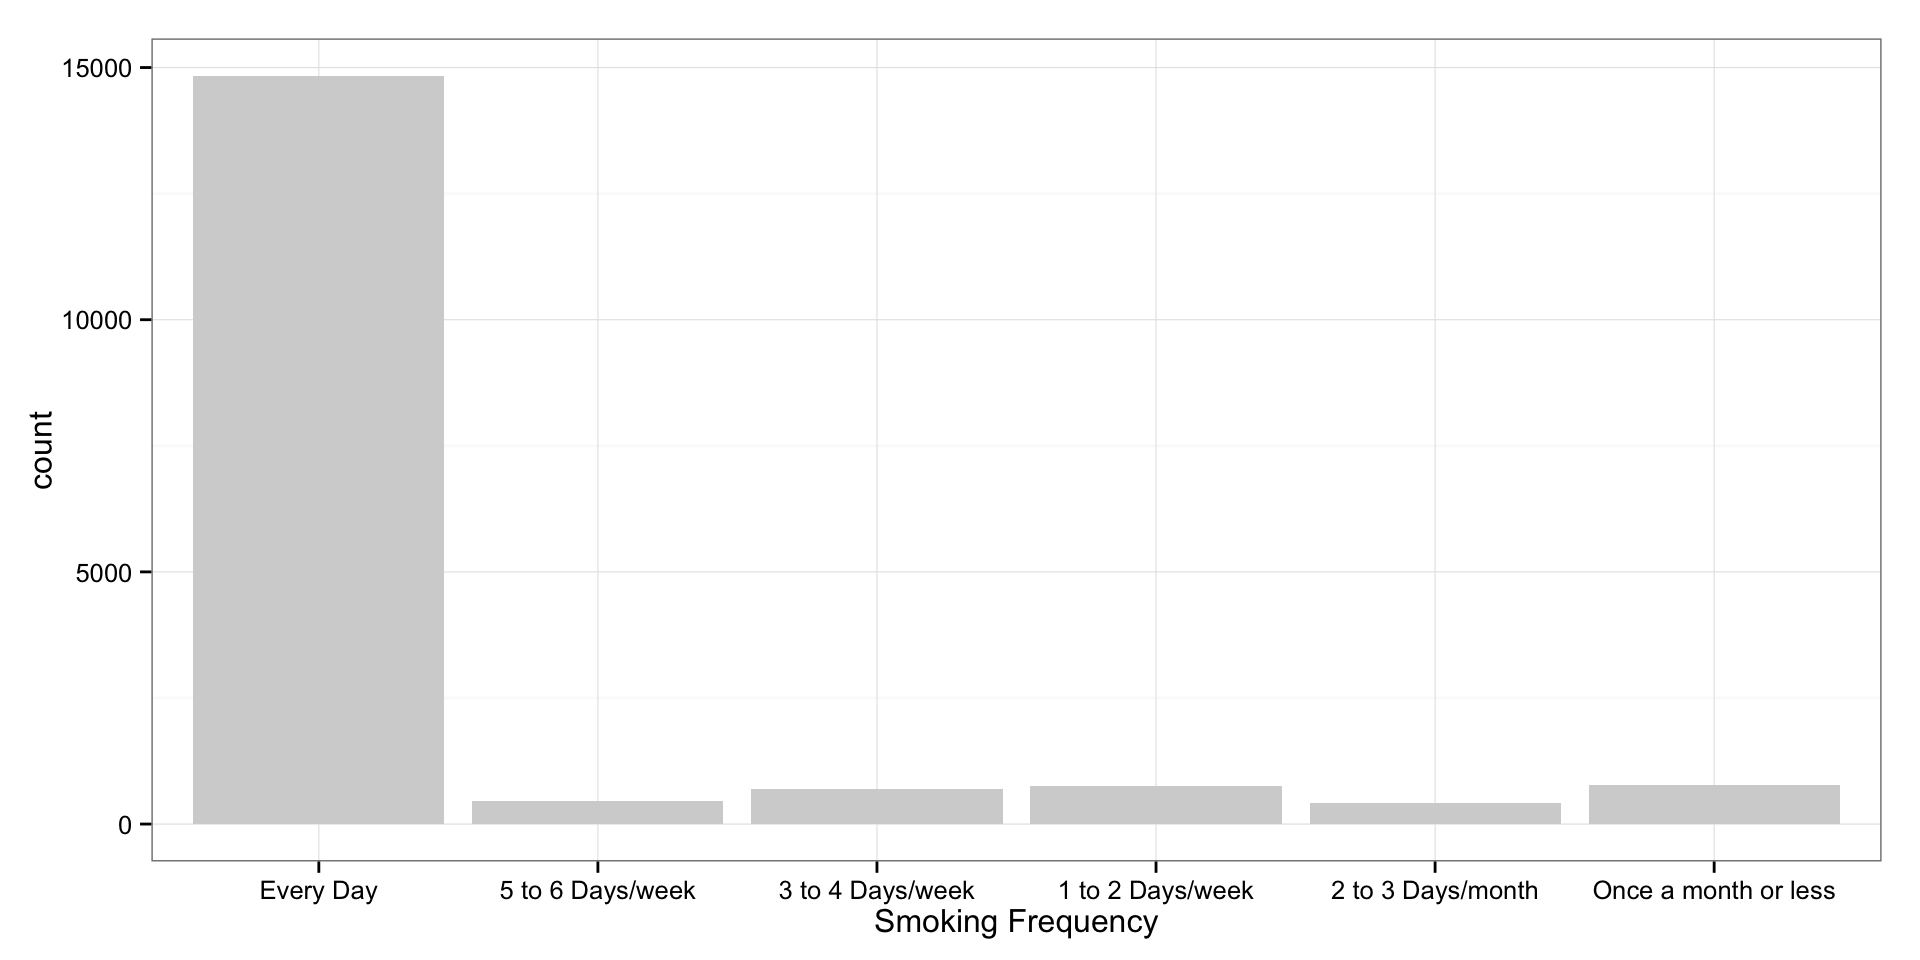 15000
10000
5000
0
count
Every Day 5 to 6 Days/week 3 to 4 Days/week 1 to 2 Days/week 2 to 3 Days/month Once a month or less
Smoking Frequency